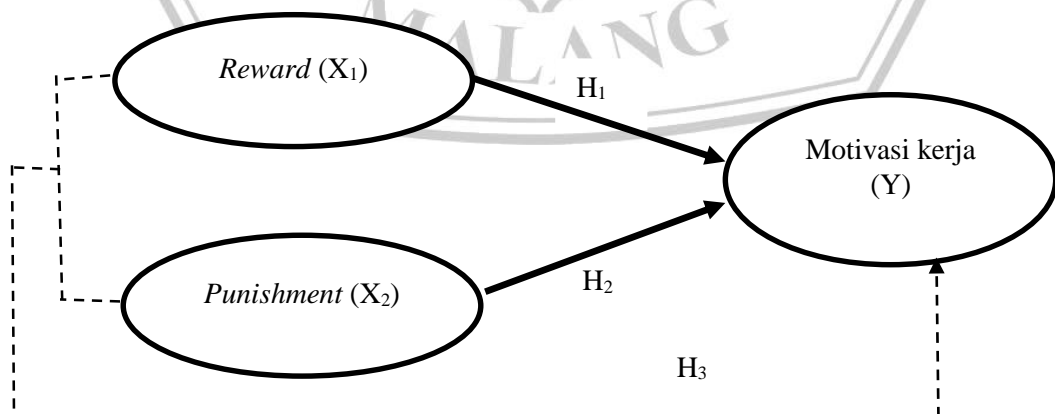 MALANG
Reward (X₁)
H₁
Motivasi kerja
(Y)
Punishment (X₂)
H₂
H₃